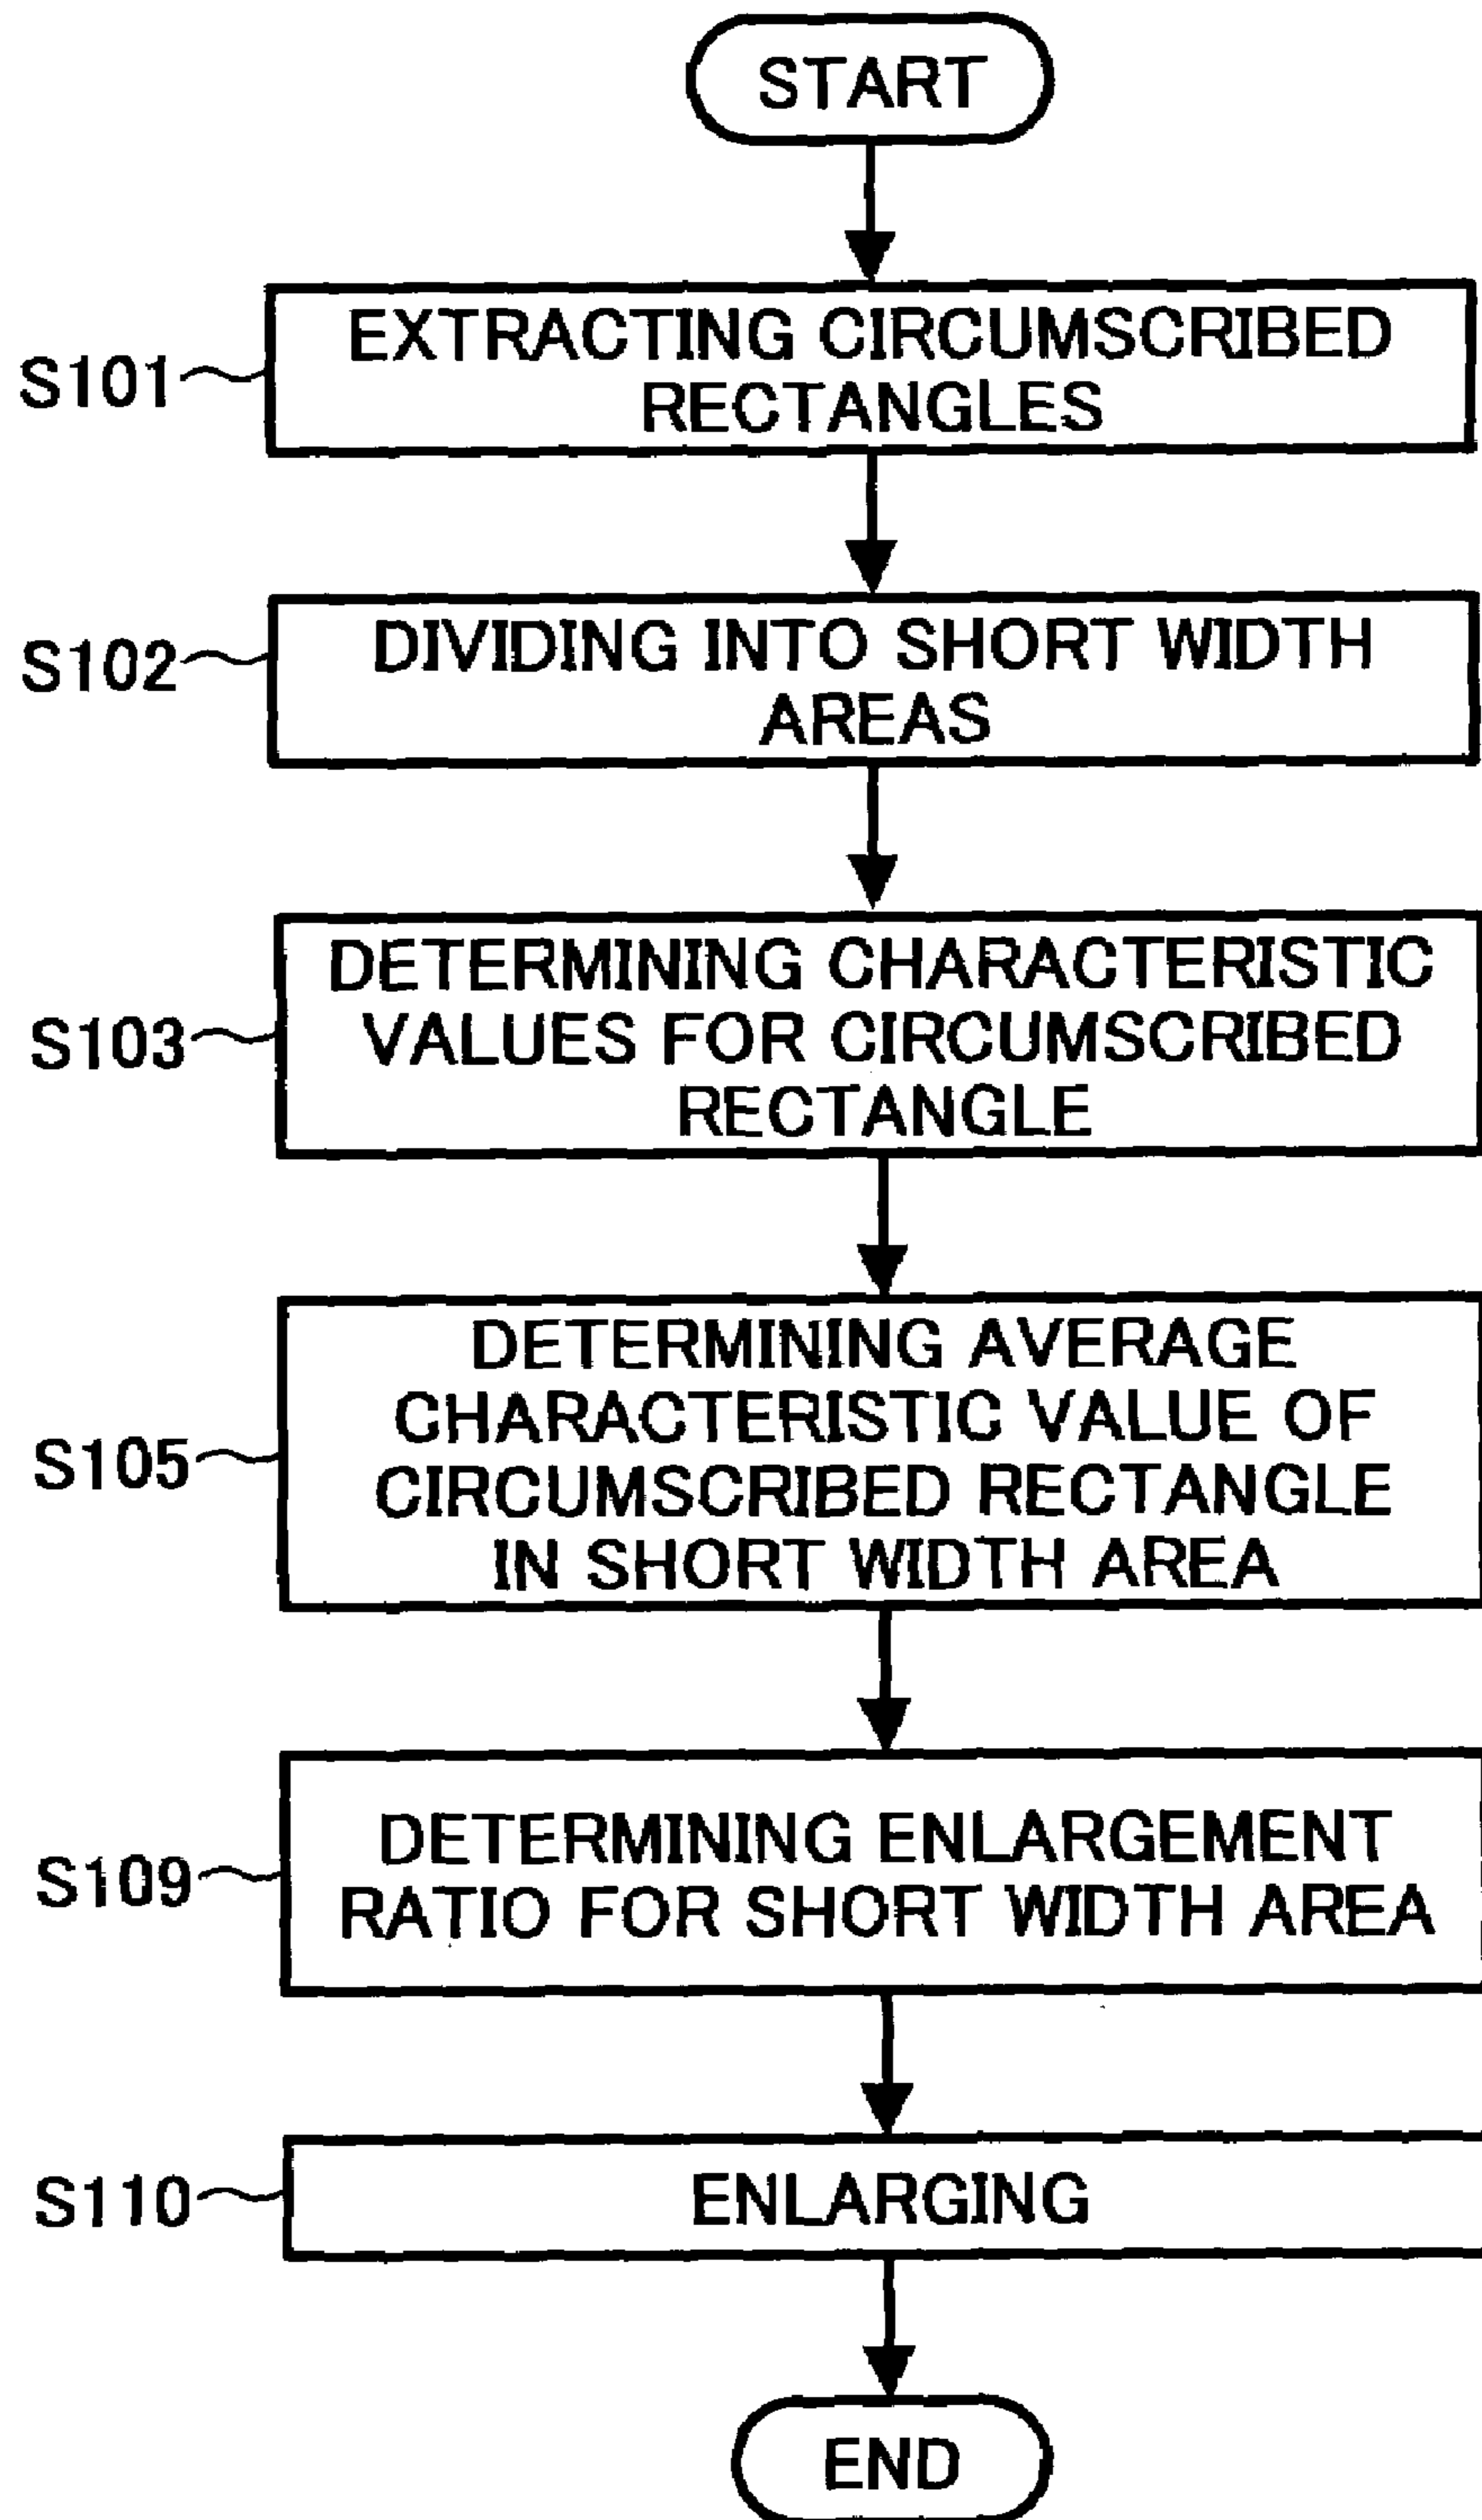 START
S101
EXTRACTING CIRCUMSCRIBED
RECTANGLES
S102
DIVIDING INTO SHORT WIDTH
AREAS
S103
DETERMINING CHARACTERISTIC
VALUES FOR CIRCUMSCRIBED
RECTANGLE
S105
DETERMINING AVERAGE
CHARACTERISTIC VALUE OF
CIRCUMSCRIBED RECTANGLE
IN SHORT WIDTH AREA
S109
DETERMINING ENLARGEMENT
RATIO FOR SHORT WIDTH AREA
S110
ENLARGING
END